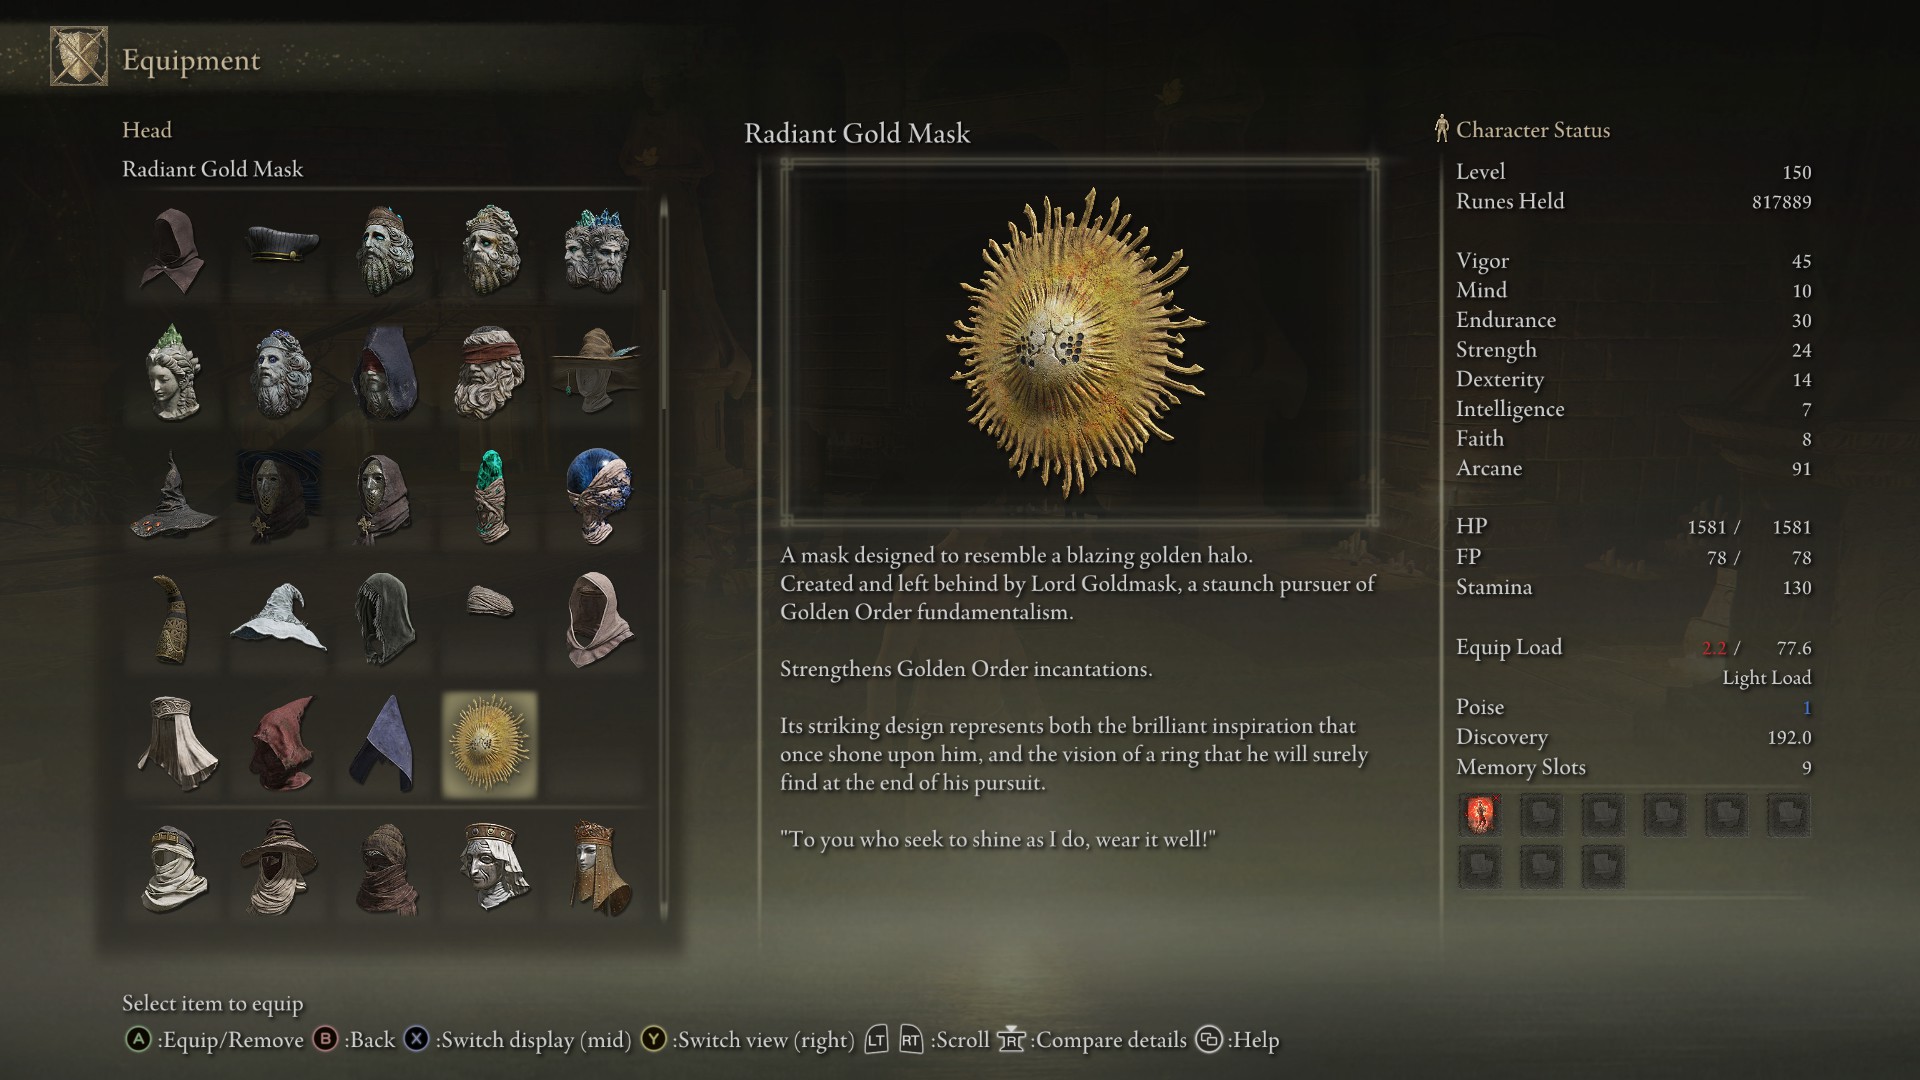 Equipment
Head
Radiant Gold Mask
Radiant Gold Mask
A mask designed to resemble a blazing golden halo.
Created and left behind by Lord Goldmask, a staunch pursuer of
Golden Order fundamentalism.
Strengthens Golden Order incantations.
Its striking design represents both the brilliant inspiration that
once shone upon him, and the vision of a ring that he will surely
find at the end of his pursuit.
"To you who seek to shine as I do, wear it well!"
Character Status
Level 150
Runes Held 817889
Vigor 45
Mind 10
Endurance 30
Strength 24
Dexterity 14
Intelligence 7
Faith 8
Arcane 91
HP 1581 / 1581
FP 78 / 78
Stamina 130
Equip Load 2.2 / 77.6
Light Load
Poise 1
Discovery 192.0
Memory Slots 9
Select item to equip
A :Equip/Remove B :Back X :Switch display (mid) Y :Switch view (right) LT RT :Scroll R :Compare details :Help